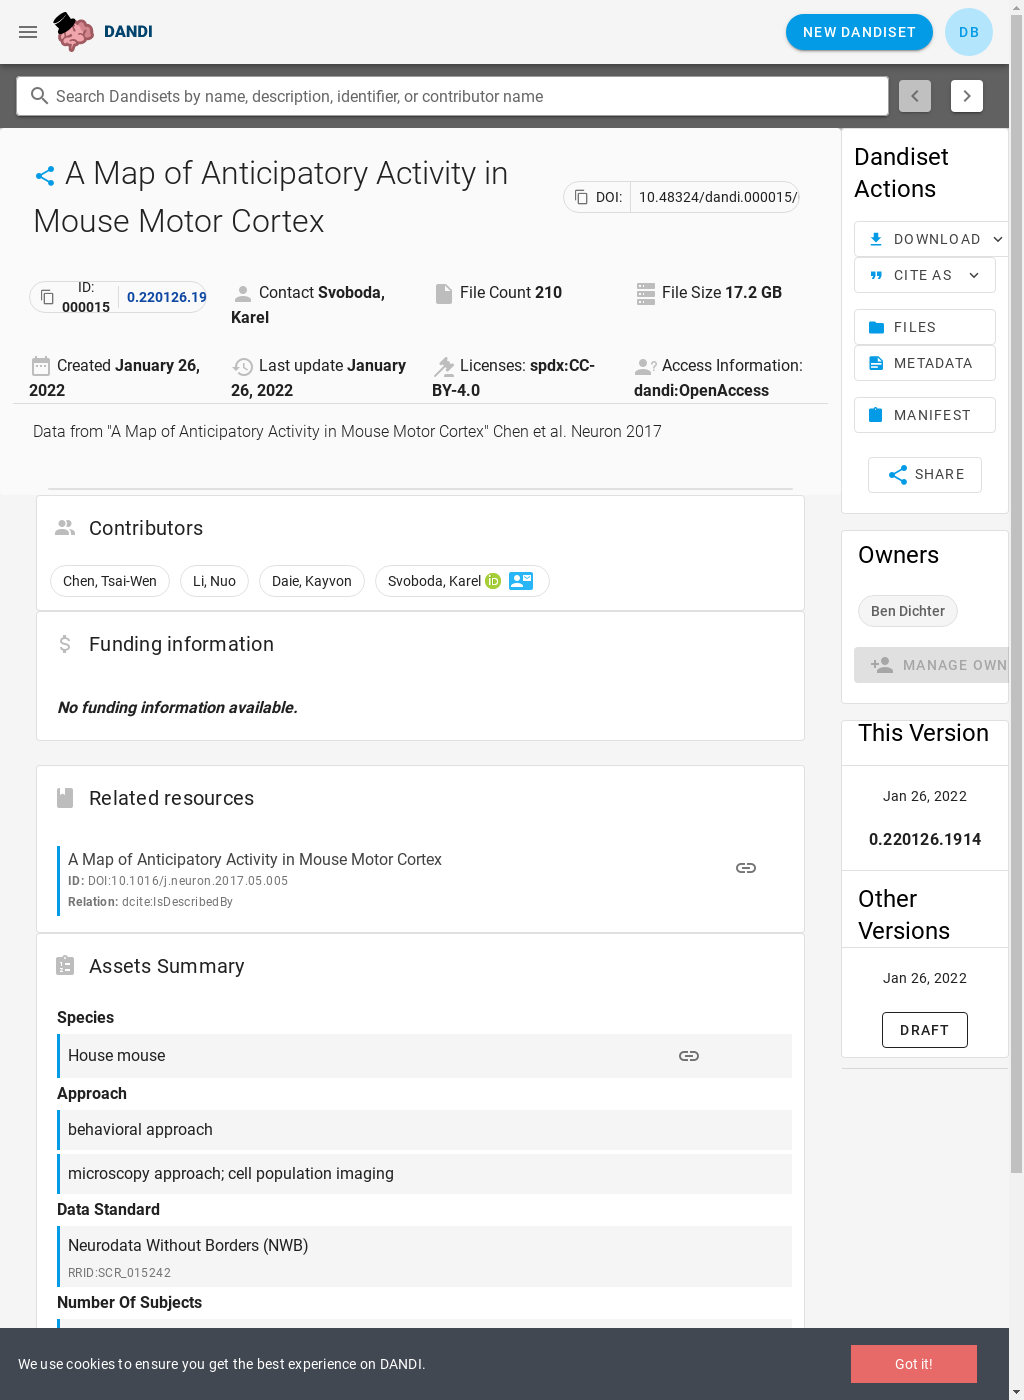 DANDI
NEW DANDISET
DB
Search Dandisets by name, description, identifier, or contributor name
A Map of Anticipatory Activity in
Mouse Motor Cortex
DOI: 10.48324/dandi.000015/
ID:
000015
0.220126.19
Contact Svoboda,
Karel
File Count 210
File Size 17.2 GB
Created January 26,
2022
Last update January
26, 2022
Licenses: spdx:CC-
BY-4.0
Access Information:
dandi:OpenAccess
Data from "A Map of Anticipatory Activity in Mouse Motor Cortex" Chen et al. Neuron 2017
Contributors
Chen, Tsai-Wen
Li, Nuo
Daie, Kayvon
Svoboda, Karel iD
Funding information
No funding information available.
Related resources
A Map of Anticipatory Activity in Mouse Motor Cortex
ID: DOI:10.1016/j.neuron.2017.05.005
Relation: dcite:IsDescribedBy
Assets Summary
Species
House mouse
Approach
behavioral approach
microscopy approach; cell population imaging
Data Standard
Neurodata Without Borders (NWB)
RRID:SCR_015242
Number Of Subjects
Dandiset
Actions
DOWNLOAD
CITE AS
FILES
METADATA
MANIFEST
SHARE
Owners
Ben Dichter
MANAGE OWN
This Version
Jan 26, 2022
0.220126.1914
Other
Versions
Jan 26, 2022
DRAFT
We use cookies to ensure you get the best experience on DANDI.
Got it!